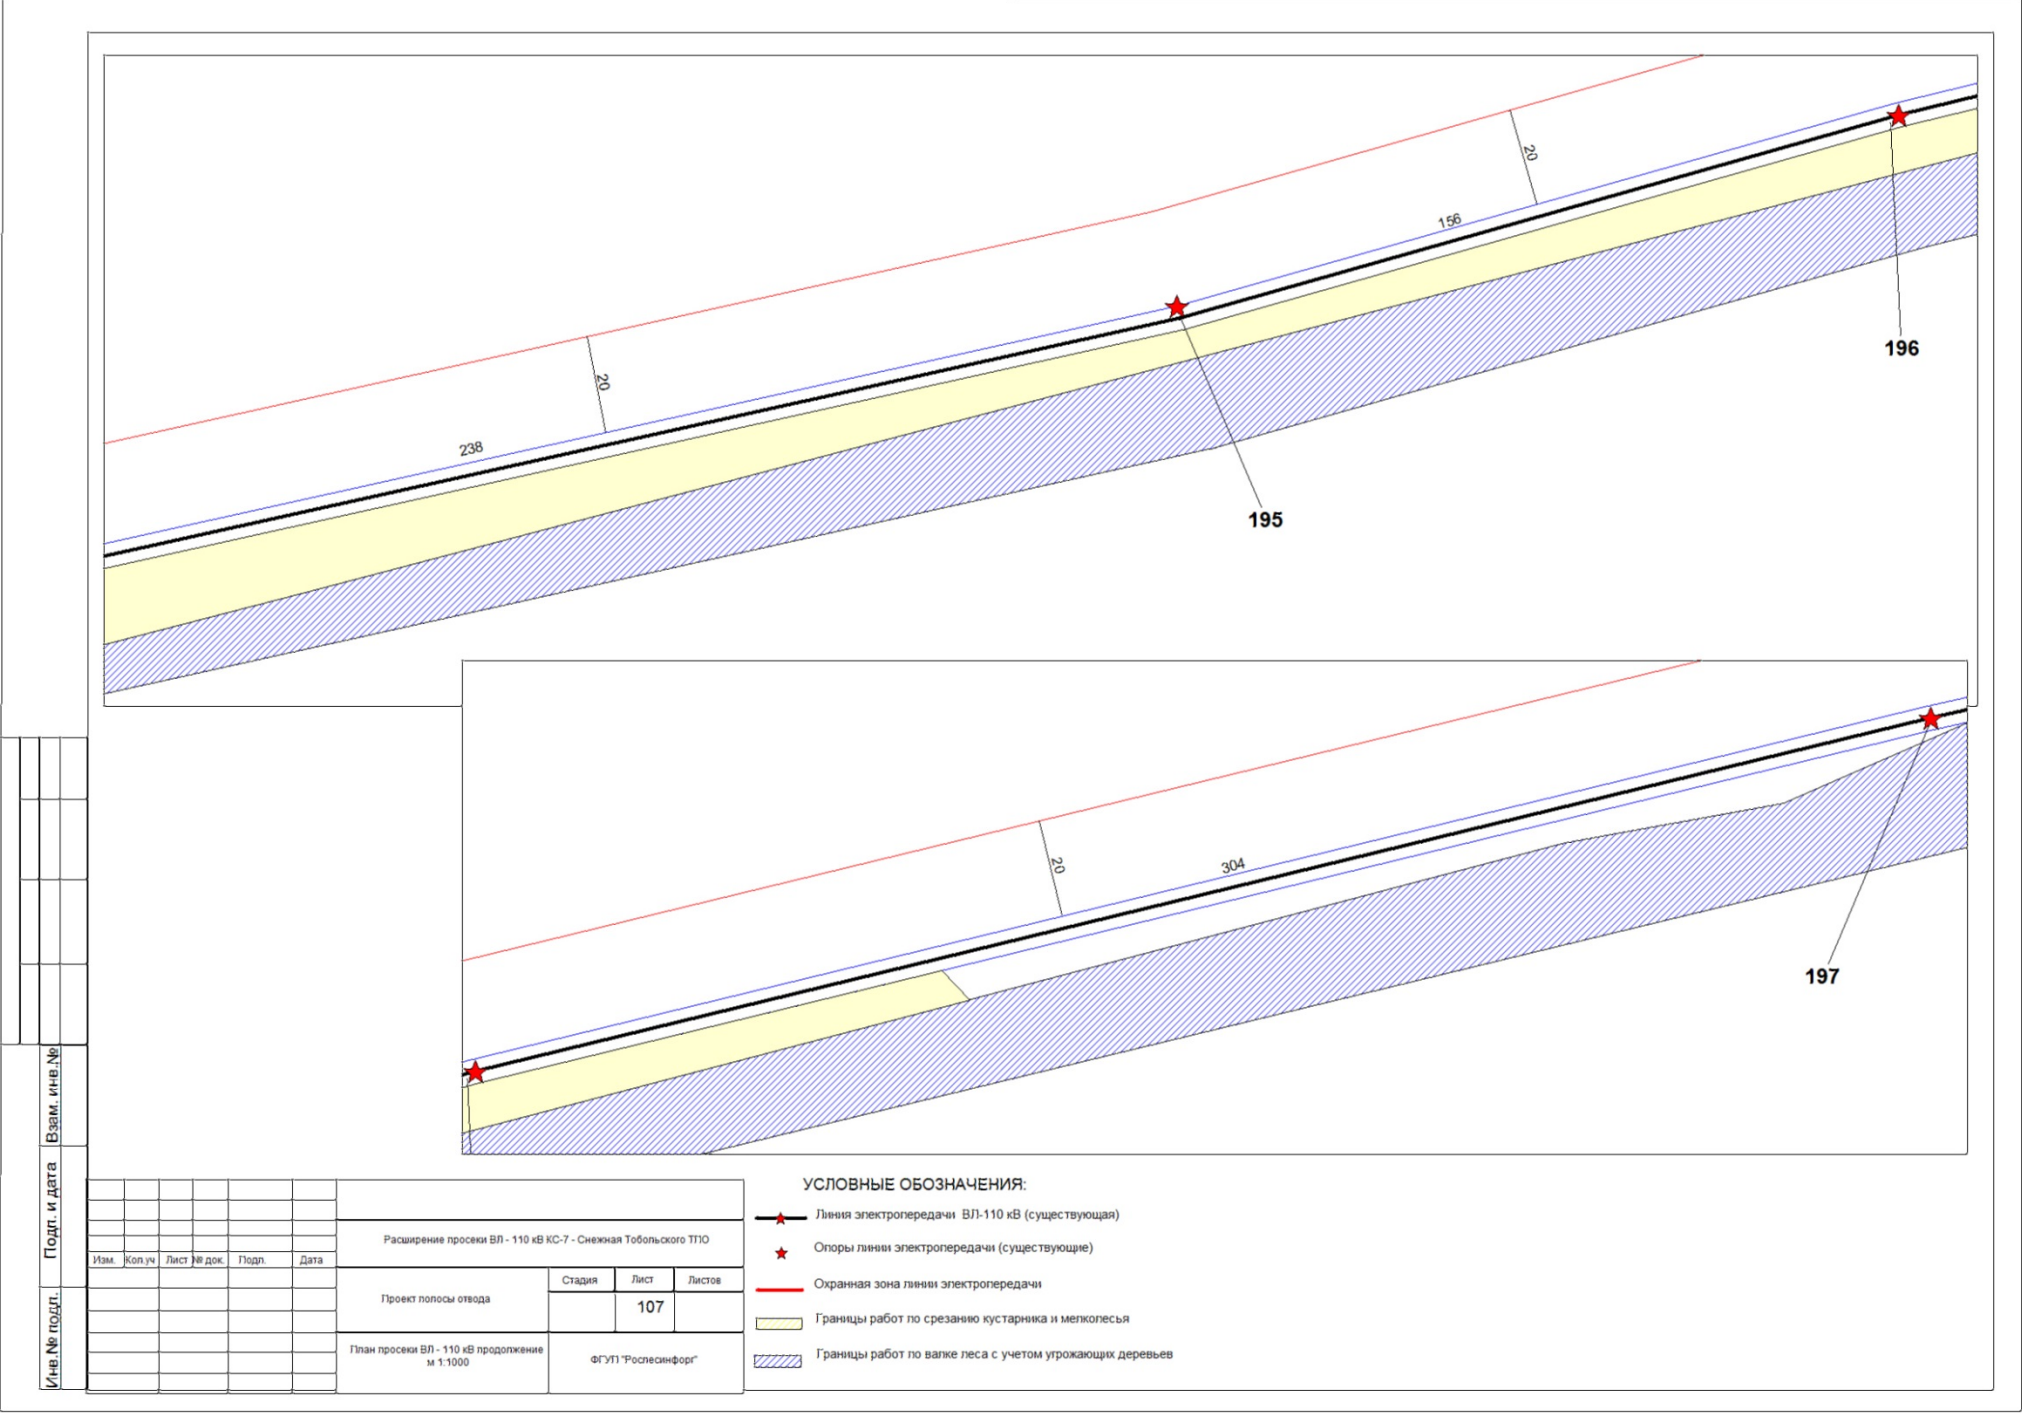 20
156
196
20
238
195
197
20
304
Взам. инв.№
Подп. и дата
Инв.№ подл.
Изм. Кол.уч Лист № док. Подп. Дата
Расширение просеки ВЛ - 110 кВ КС-7 - Снежная Тобольского ТПО
Проект полосы отвода
Стадия Лист Листов
107
План просеки ВЛ - 110 кВ продолжение
м 1:1000
ФГУП "Рослесинфорг"
УСЛОВНЫЕ ОБОЗНАЧЕНИЯ:
Линия электропередачи ВЛ-110 кВ (существующая)
Опоры линии электропередачи (существующие)
Охранная зона линии электропередачи
Границы работ по срезанию кустарника и мелколесья
Границы работ по валке леса с учетом угрожающих деревьев